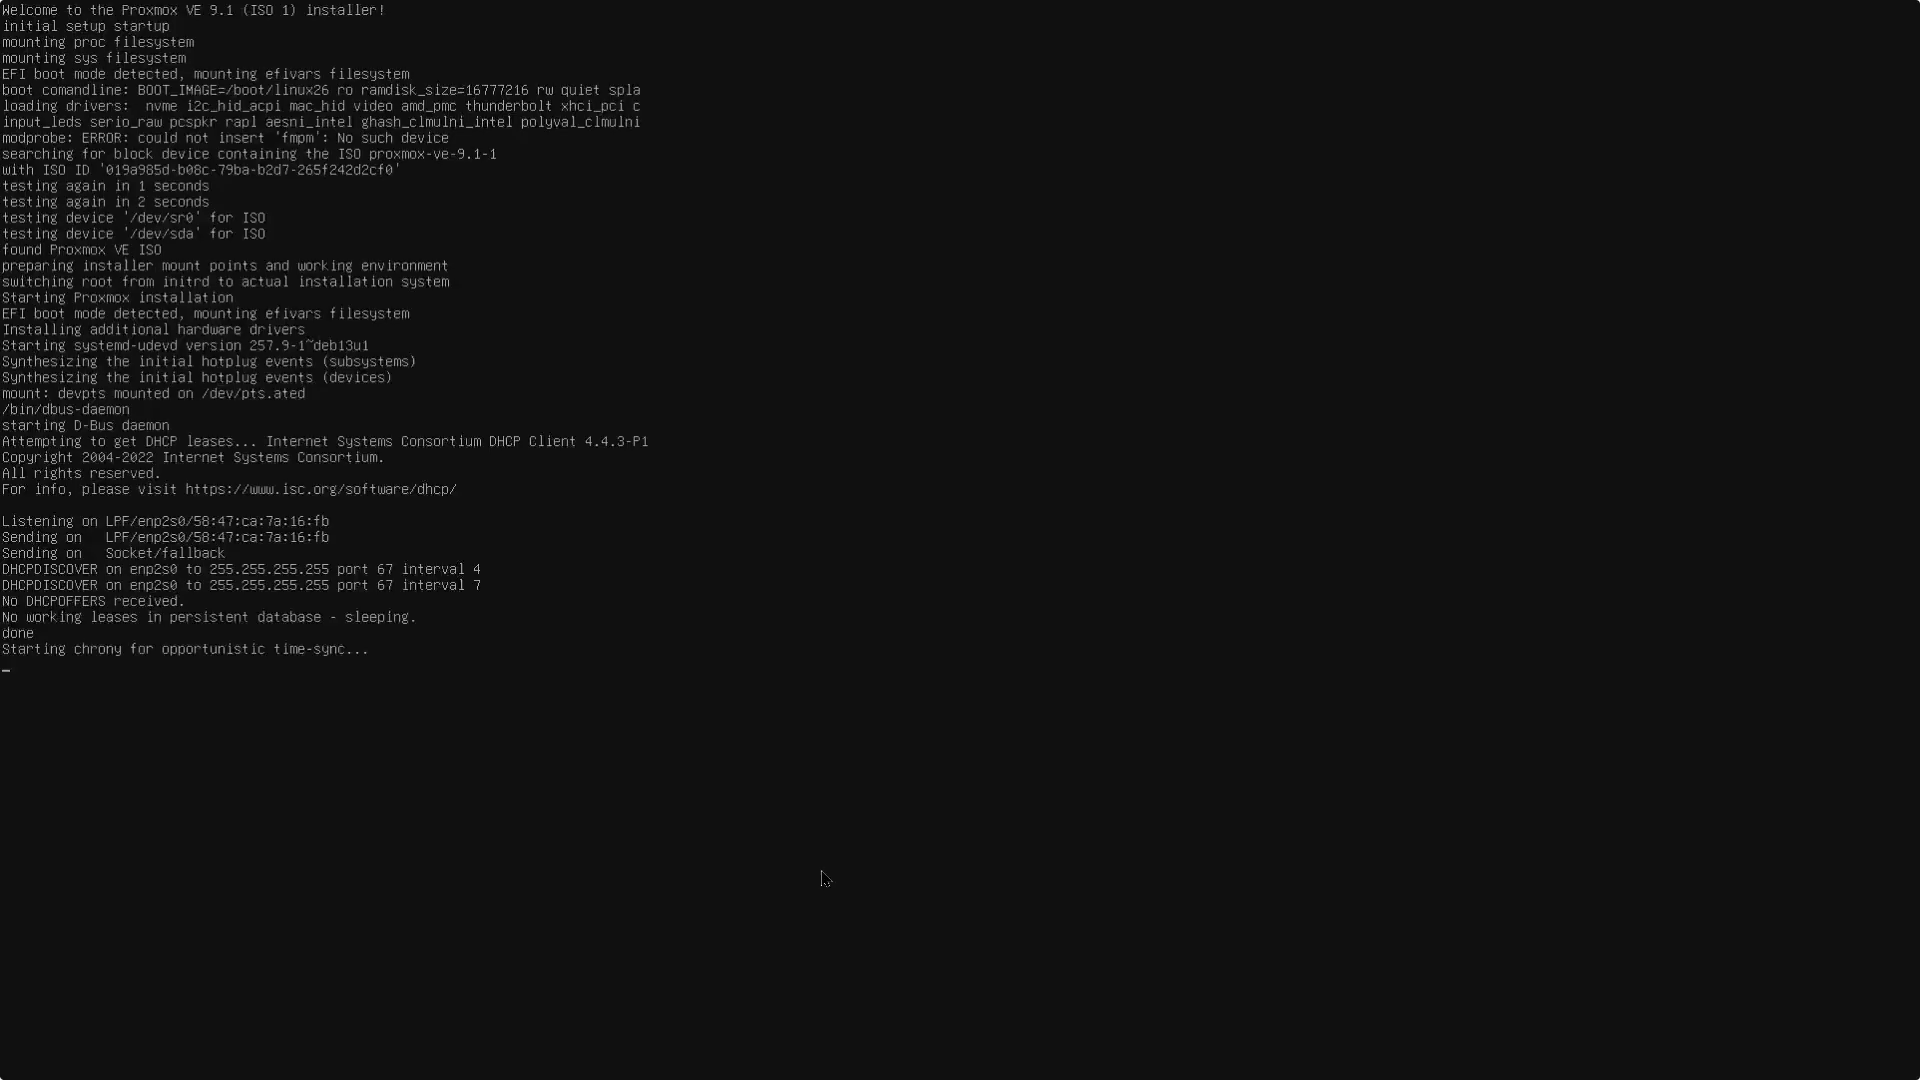 Welcome to the Proxmox VE 9.1 (ISO 1) installer!
initial setup startup
mounting proc filesystem
mounting sys filesystem
EFI boot mode detected, mounting efivars filesystem
boot comandline: BOOT_IMAGE=/boot/linux26 ro ramdisk_size=16777216 rw quiet spla
loading drivers:  nvme i2c_hid_acpi mac_hid video amd_pmc thunderbolt xhci_pci c
input_leds serio_raw pcspkr rapl aesni_intel ghash_clmulni_intel polyval_clmulni
modprobe: ERROR: could not insert 'fmpm': No such device
searching for block device containing the ISO proxmox-ve-9.1-1
with ISO ID '019a985d-b08c-79ba-b2d7-265f242d2cf0'
testing again in 1 seconds
testing again in 2 seconds
testing device '/dev/sr0' for ISO
testing device '/dev/sda' for ISO
found Proxmox VE ISO
preparing installer mount points and working environment
switching root from initrd to actual installation system
Starting Proxmox installation
EFI boot mode detected, mounting efivars filesystem
Installing additional hardware drivers
Starting systemd-udevd version 257.9-1~deb13u1
Synthesizing the initial hotplug events (subsystems)
Synthesizing the initial hotplug events (devices)
mount: devpts mounted on /dev/pts.ated
/bin/dbus-daemon
starting D-Bus daemon
Attempting to get DHCP leases... Internet Systems Consortium DHCP Client 4.4.3-P1
Copyright 2004-2022 Internet Systems Consortium.
All rights reserved.
For info, please visit https://www.isc.org/software/dhcp/

Listening on LPF/enp2s0/58:47:ca:7a:16:fb
Sending on   LPF/enp2s0/58:47:ca:7a:16:fb
Sending on   Socket/fallback
DHCPDISCOVER on enp2s0 to 255.255.255.255 port 67 interval 4
DHCPDISCOVER on enp2s0 to 255.255.255.255 port 67 interval 7
No DHCPOFFERS received.
No working leases in persistent database - sleeping.
done
Starting chrony for opportunistic time-sync...